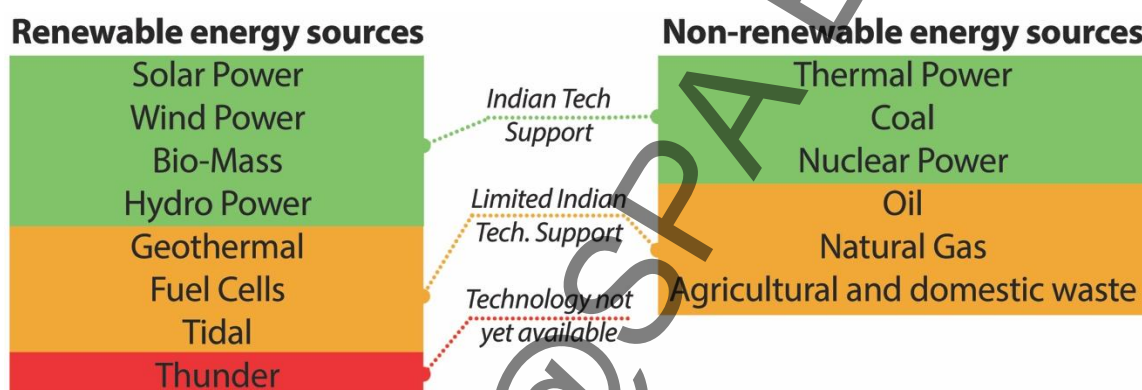 Renewable energy sources
Solar Power
Wind Power
Bio-Mass
Hydro Power
Geothermal
Fuel Cells
Tidal
Thunder
Indian Tech
Support
Limited Indian
Tech. Support
Technology not
yet available
Non-renewable energy sources
Thermal Power
Coal
Nuclear Power
Oil
Natural Gas
Agricultural and domestic waste
@SPA